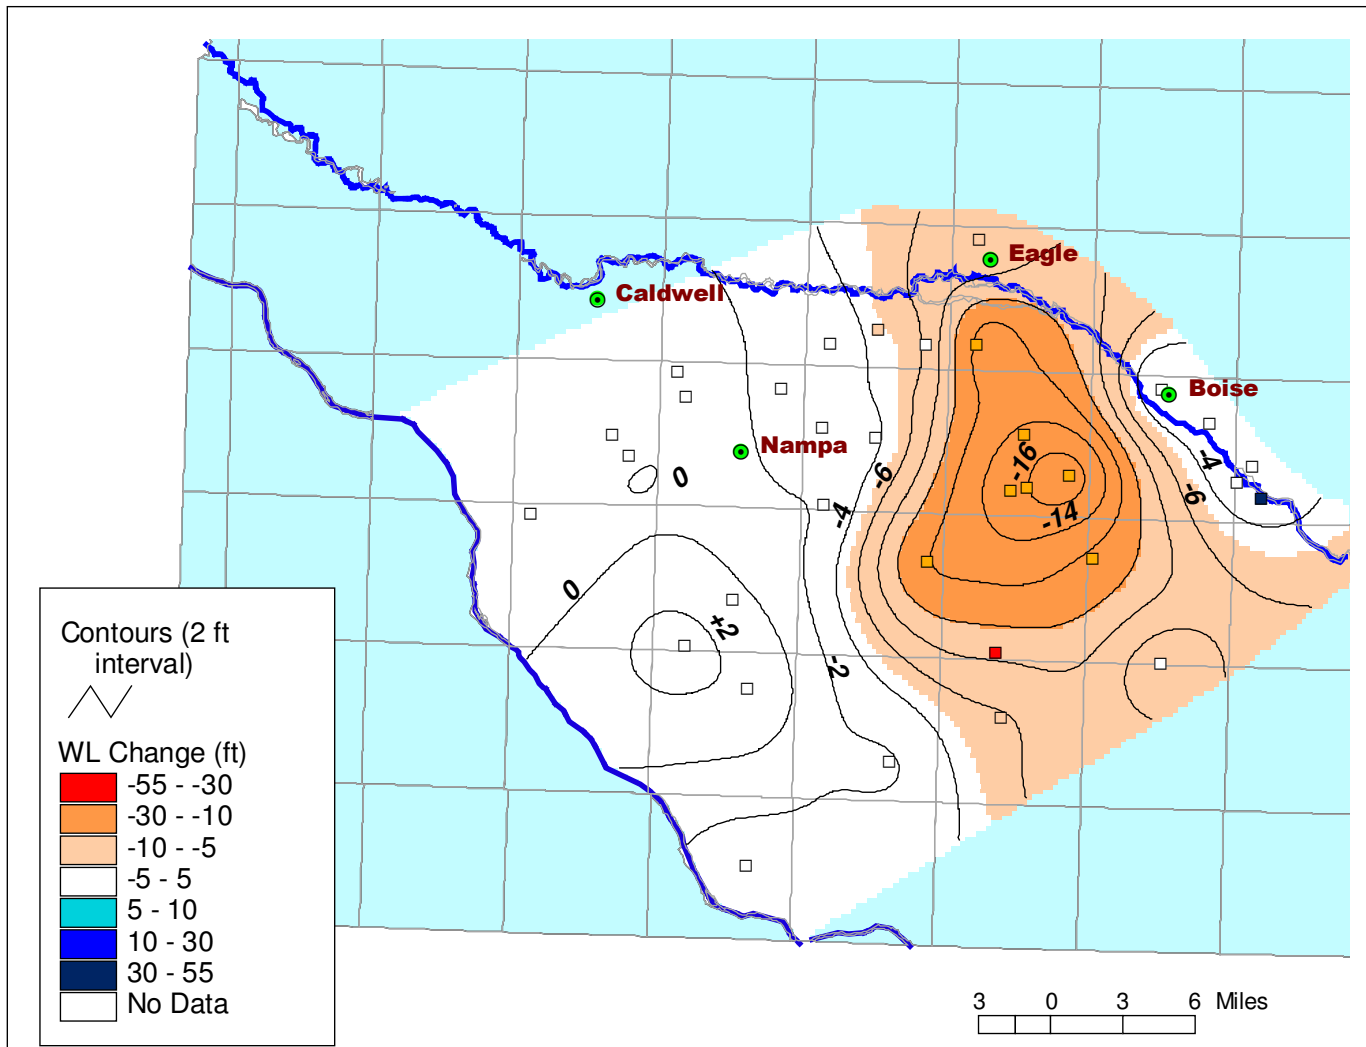 Eagle
Caldwell
Boise
Nampa
-6
-4
0
-16
-6
-4
-14
0
+2
-2
Contours (2 ft
interval)
WL Change (ft)
-55 - -30
-30 - -10
-10 - -5
-5 - 5
5 - 10
10 - 30
30 - 55
No Data
3 0 3 6 Miles